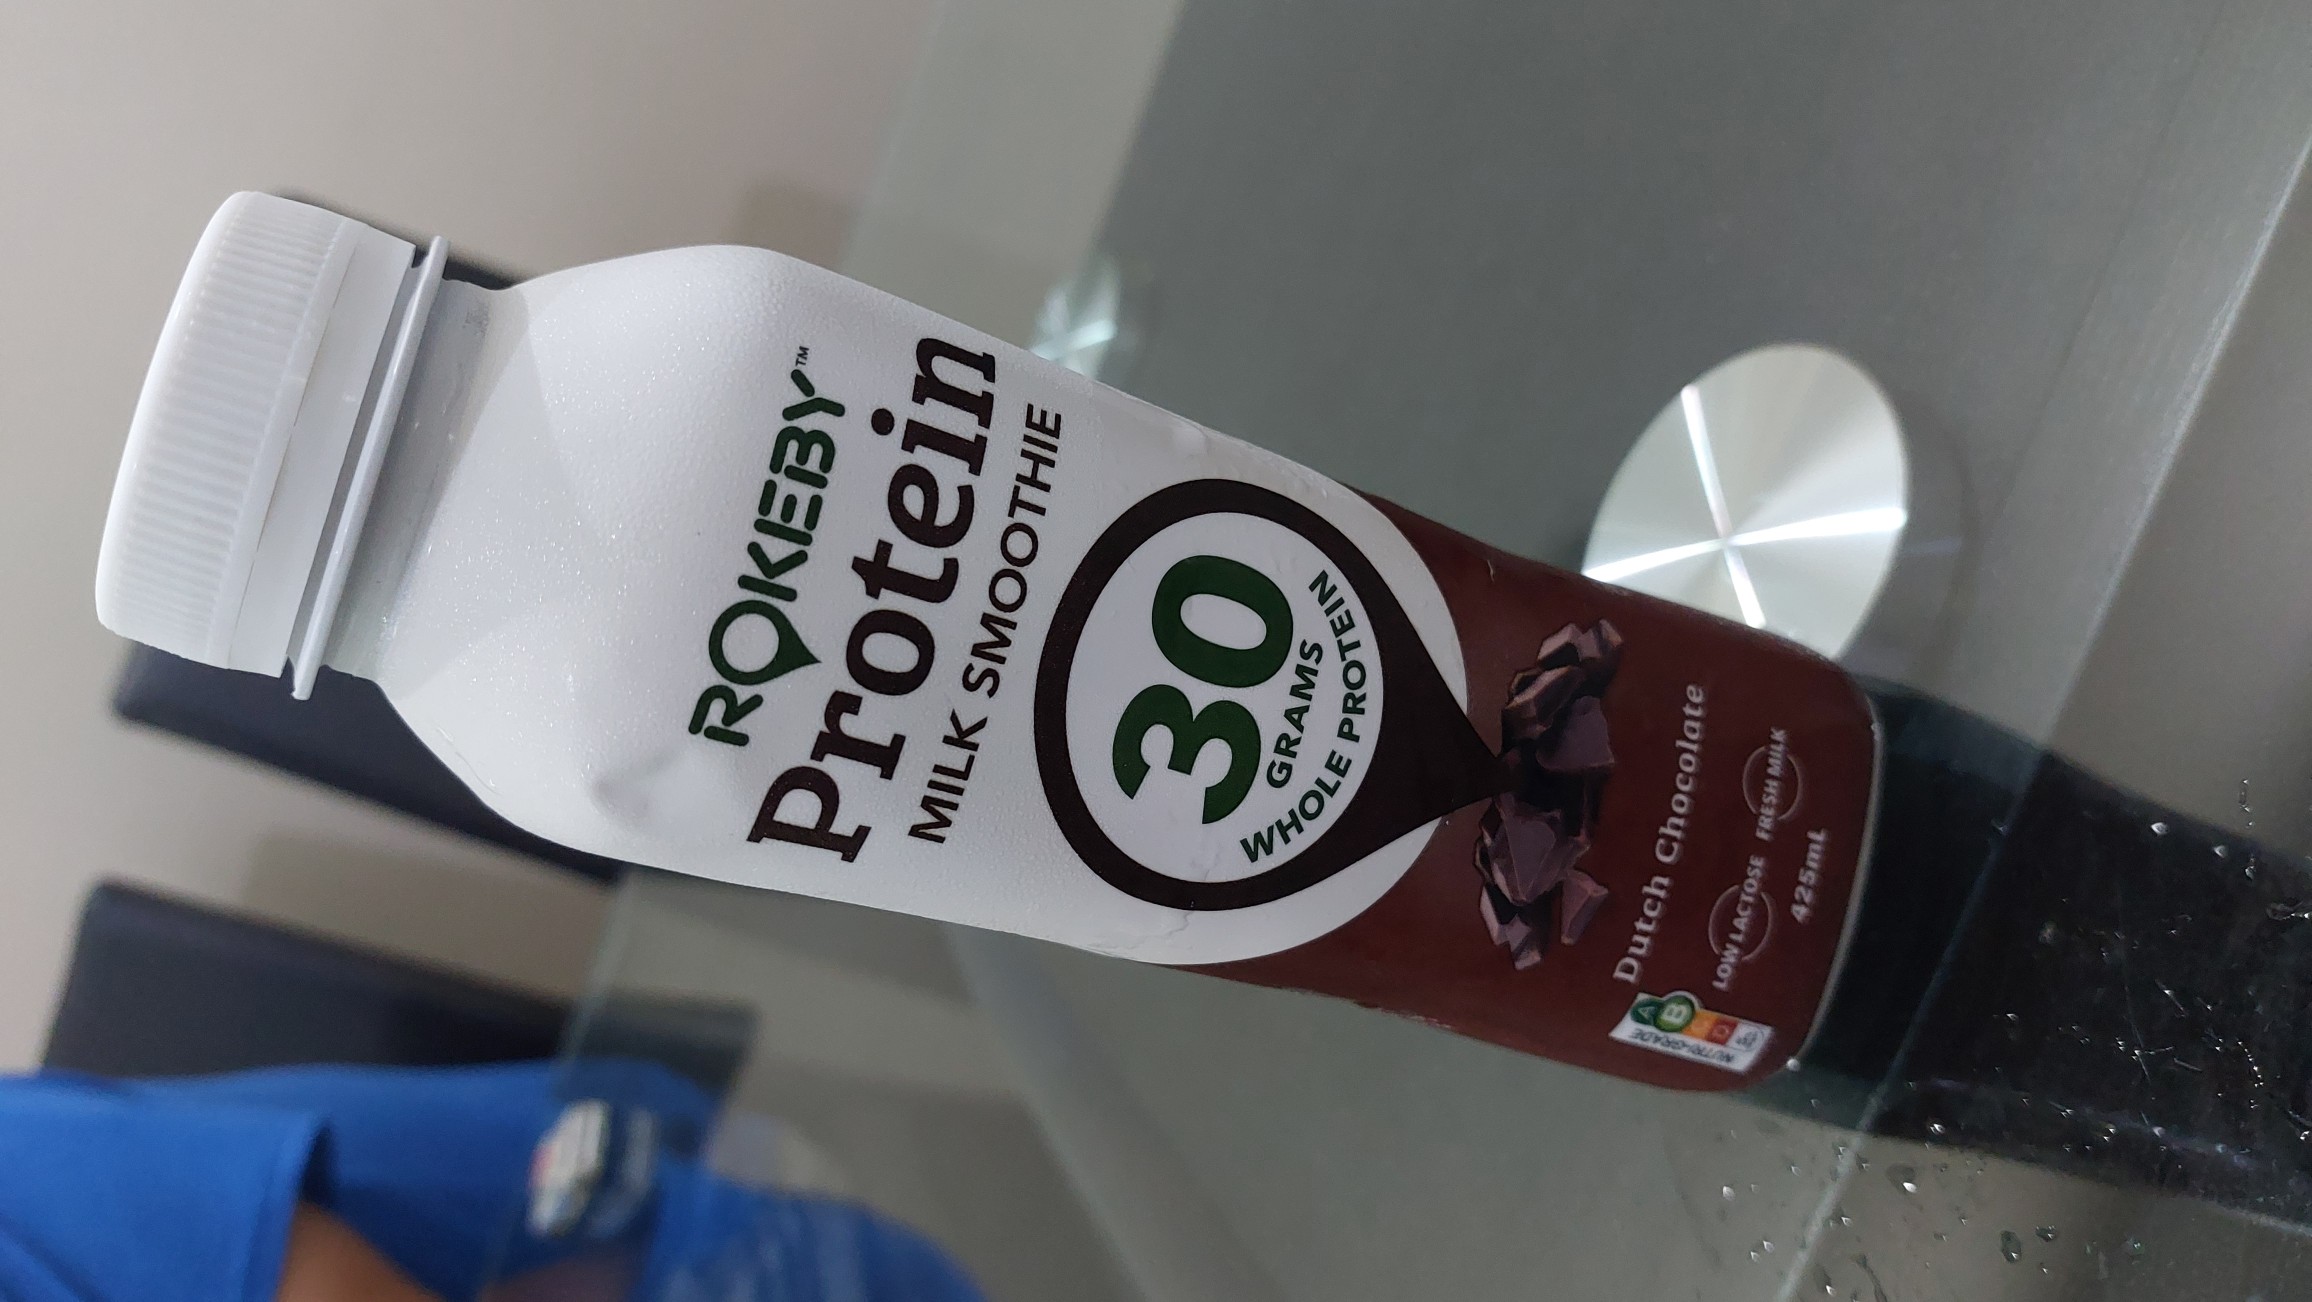 ROKEBY™
Protein
MILK SMOOTHIE
30
GRAMS
WHOLE PROTEIN
Dutch Chocolate
LOW LACTOSE FRESH MILK
425mL
NUTRI-GRADE
A
B
D